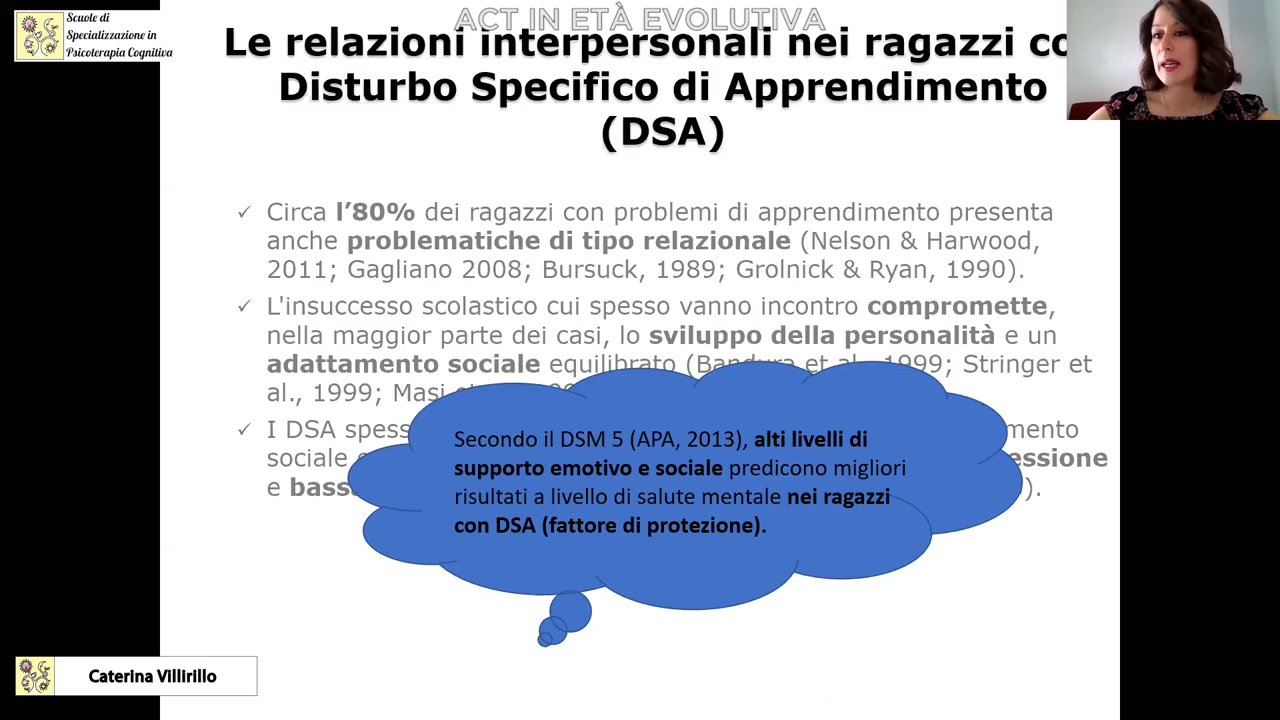 Scuole di
Specializzazione in
Psicoterapia Cognitiva
ACT IN ETÀ EVOLUTIVA
Le relazioni interpersonali nei ragazzi
Disturbo Specifico di Apprendimento
(DSA)
✓ Circa l’80% dei ragazzi con problemi di apprendimento presenta
anche problematiche di tipo relazionale (Nelson & Harwood,
2011; Gagliano 2008; Bursuck, 1989; Grolnick & Ryan, 1990).
✓ L'insuccesso scolastico cui spesso vanno incontro compromette,
nella maggior parte dei casi, lo sviluppo della personalità e un
adattamento sociale equilibrato (Bandura et al., 1999; Stringer et
al., 1999; Masi
✓ I DSA
sociale
e
Secondo il DSM 5 (APA, 2013), alti livelli di
supporto emotivo e sociale predicono migliori
risultati a livello di salute mentale nei ragazzi
con DSA (fattore di protezione).
Caterina Villirillo